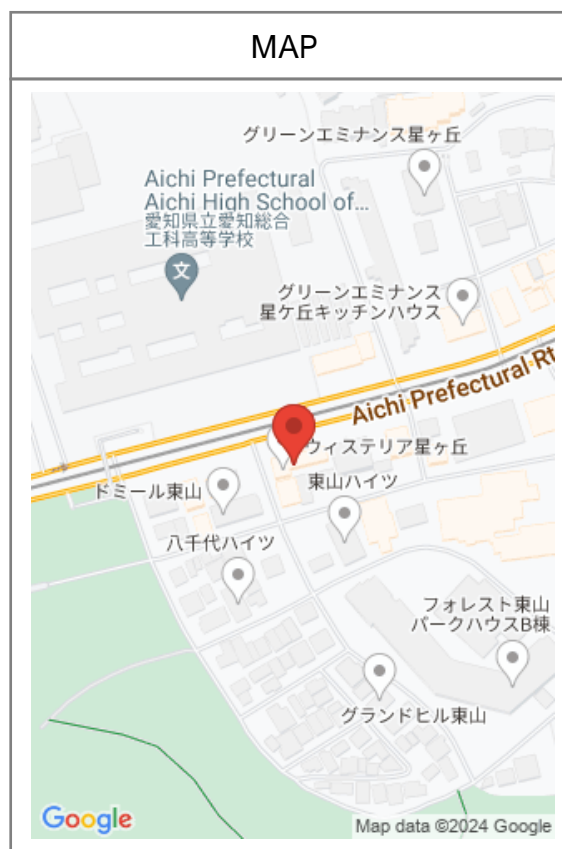 MAP
グリーンエミナンス星ヶ丘
Aichi Prefectural
Aichi High School of...
愛知県立愛知総合
工科高等学校
文
グリーンエミナンス
星ケ丘キッチンハウス
Aichi Prefectural Rt
ウィステリア星ヶ丘
ドミール東山
東山ハイツ
八千代ハイツ
フォレスト東山
パークハウスB棟
グランドヒル東山
Google
Map data ©2024 Google